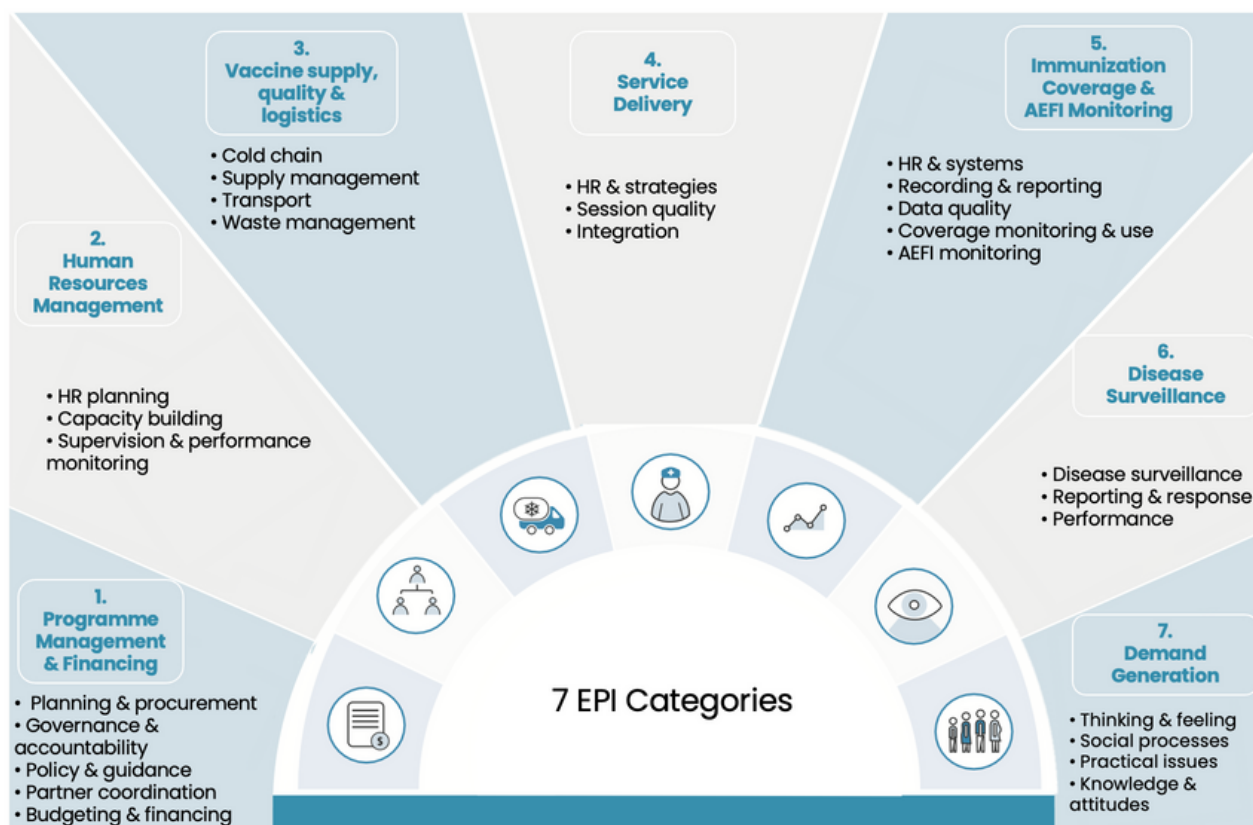 1.
Programme
Management
& Financing
• Planning & procurement
• Governance &
accountability
• Policy & guidance
• Partner coordination
• Budgeting & financing
2.
Human
Resources
Management
• HR planning
• Capacity building
• Supervision & performance
monitoring
3.
Vaccine supply,
quality &
logistics
• Cold chain
• Supply management
• Transport
• Waste management
4.
Service
Delivery
• HR & strategies
• Session quality
• Integration
5.
Immunization
Coverage &
AEFI Monitoring
• HR & systems
• Recording & reporting
• Data quality
• Coverage monitoring & use
• AEFI monitoring
6.
Disease
Surveillance
• Disease surveillance
• Reporting & response
• Performance
7.
Demand
Generation
• Thinking & feeling
• Social processes
• Practical issues
• Knowledge &
attitudes
7 EPI Categories
$